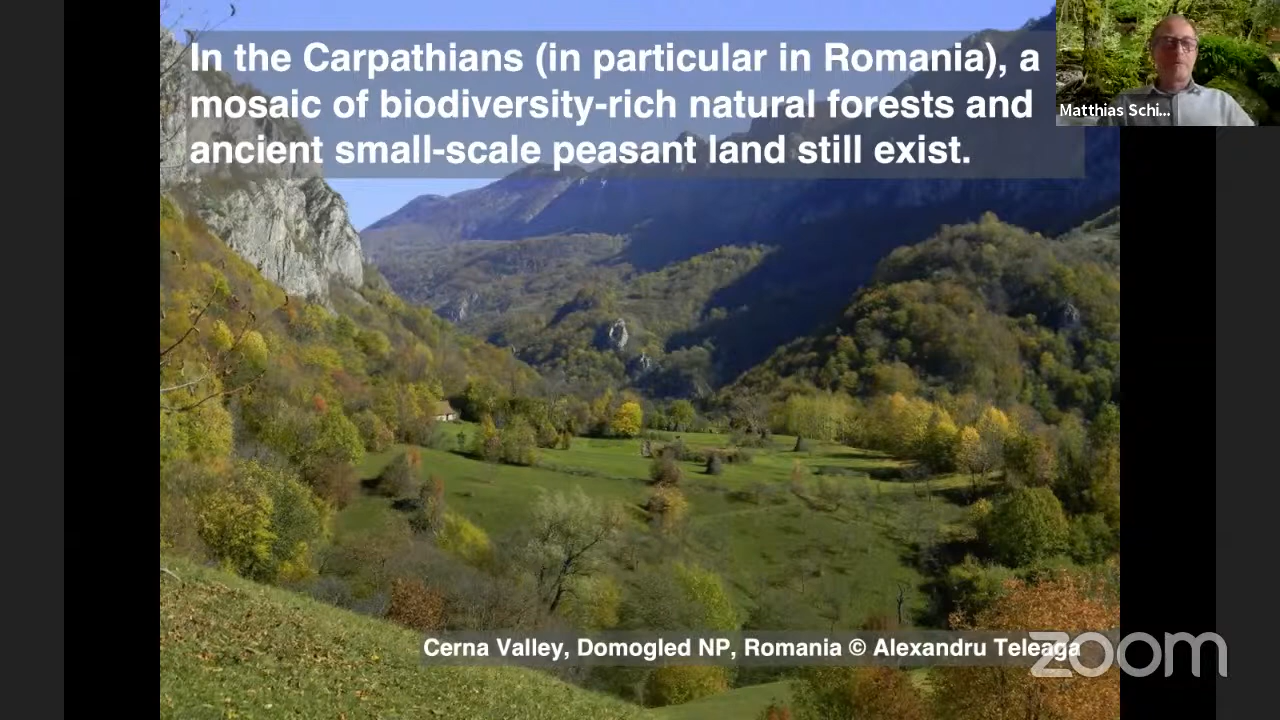 In the Carpathians (in particular in Romania), a
mosaic of biodiversity-rich natural forests and
ancient small-scale peasant land still exist.
Matthias Schi...
Cerna Valley, Domogled NP, Romania © Alexandru Teleaga
zoom